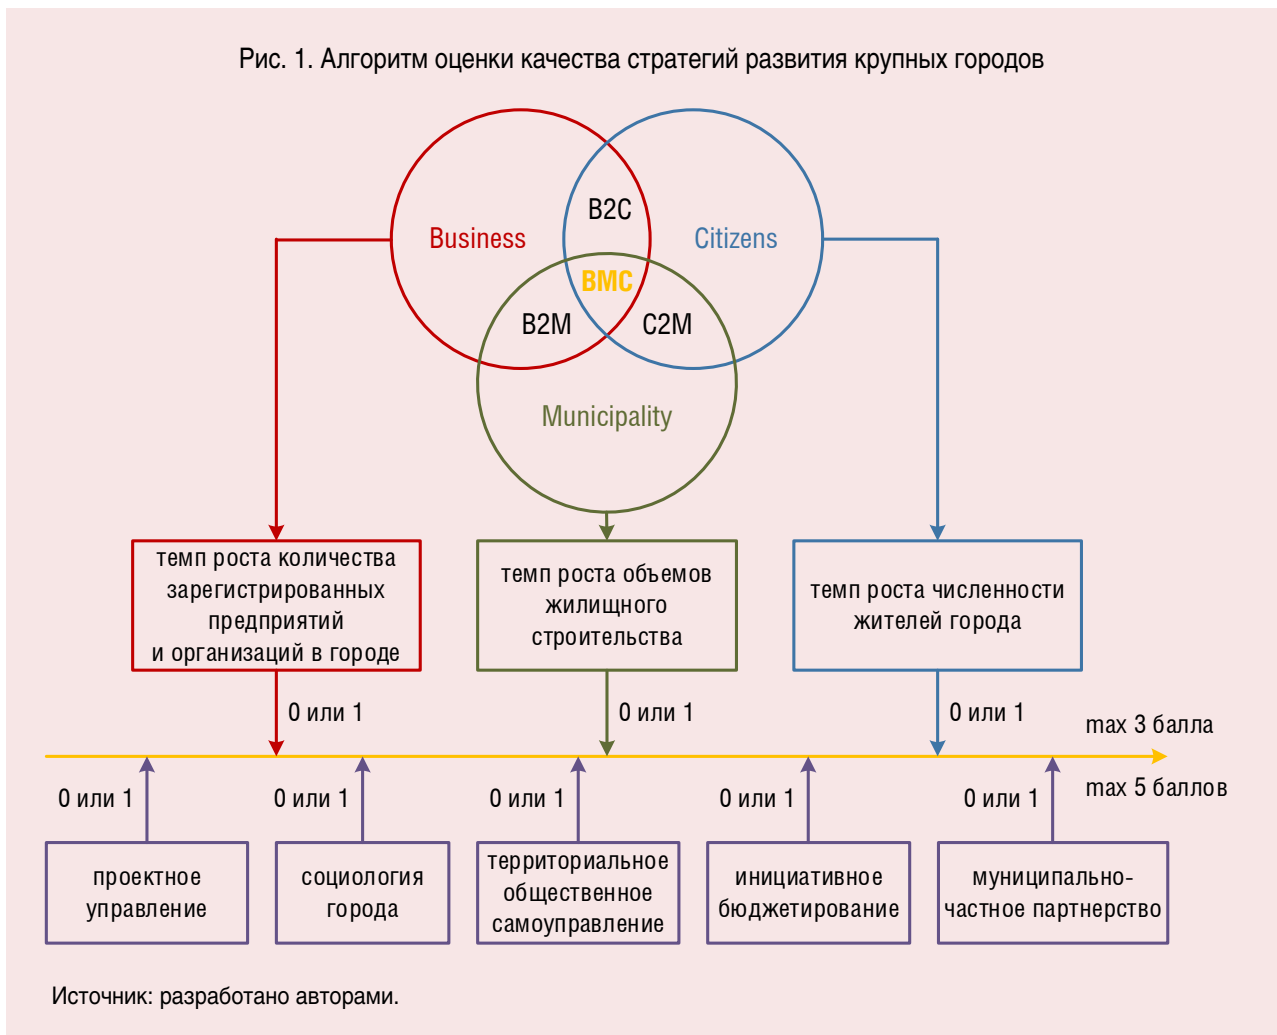 Рис. 1. Алгоритм оценки качества стратегий развития крупных городов
B2C
Business
Citizens
BMC
B2M
C2M
Municipality
темп роста количества
зарегистрированных
предприятий
и организаций в городе
темп роста объемов
жилищного
строительства
темп роста численности
жителей города
0 или 1
0 или 1
0 или 1
max 3 балла
max 5 баллов
0 или 1
0 или 1
0 или 1
0 или 1
0 или 1
проектное
управление
социология
города
территориальное
общественное
самоуправление
инициативное
бюджетирование
муниципально-
частное партнерство
Источник: разработано авторами.